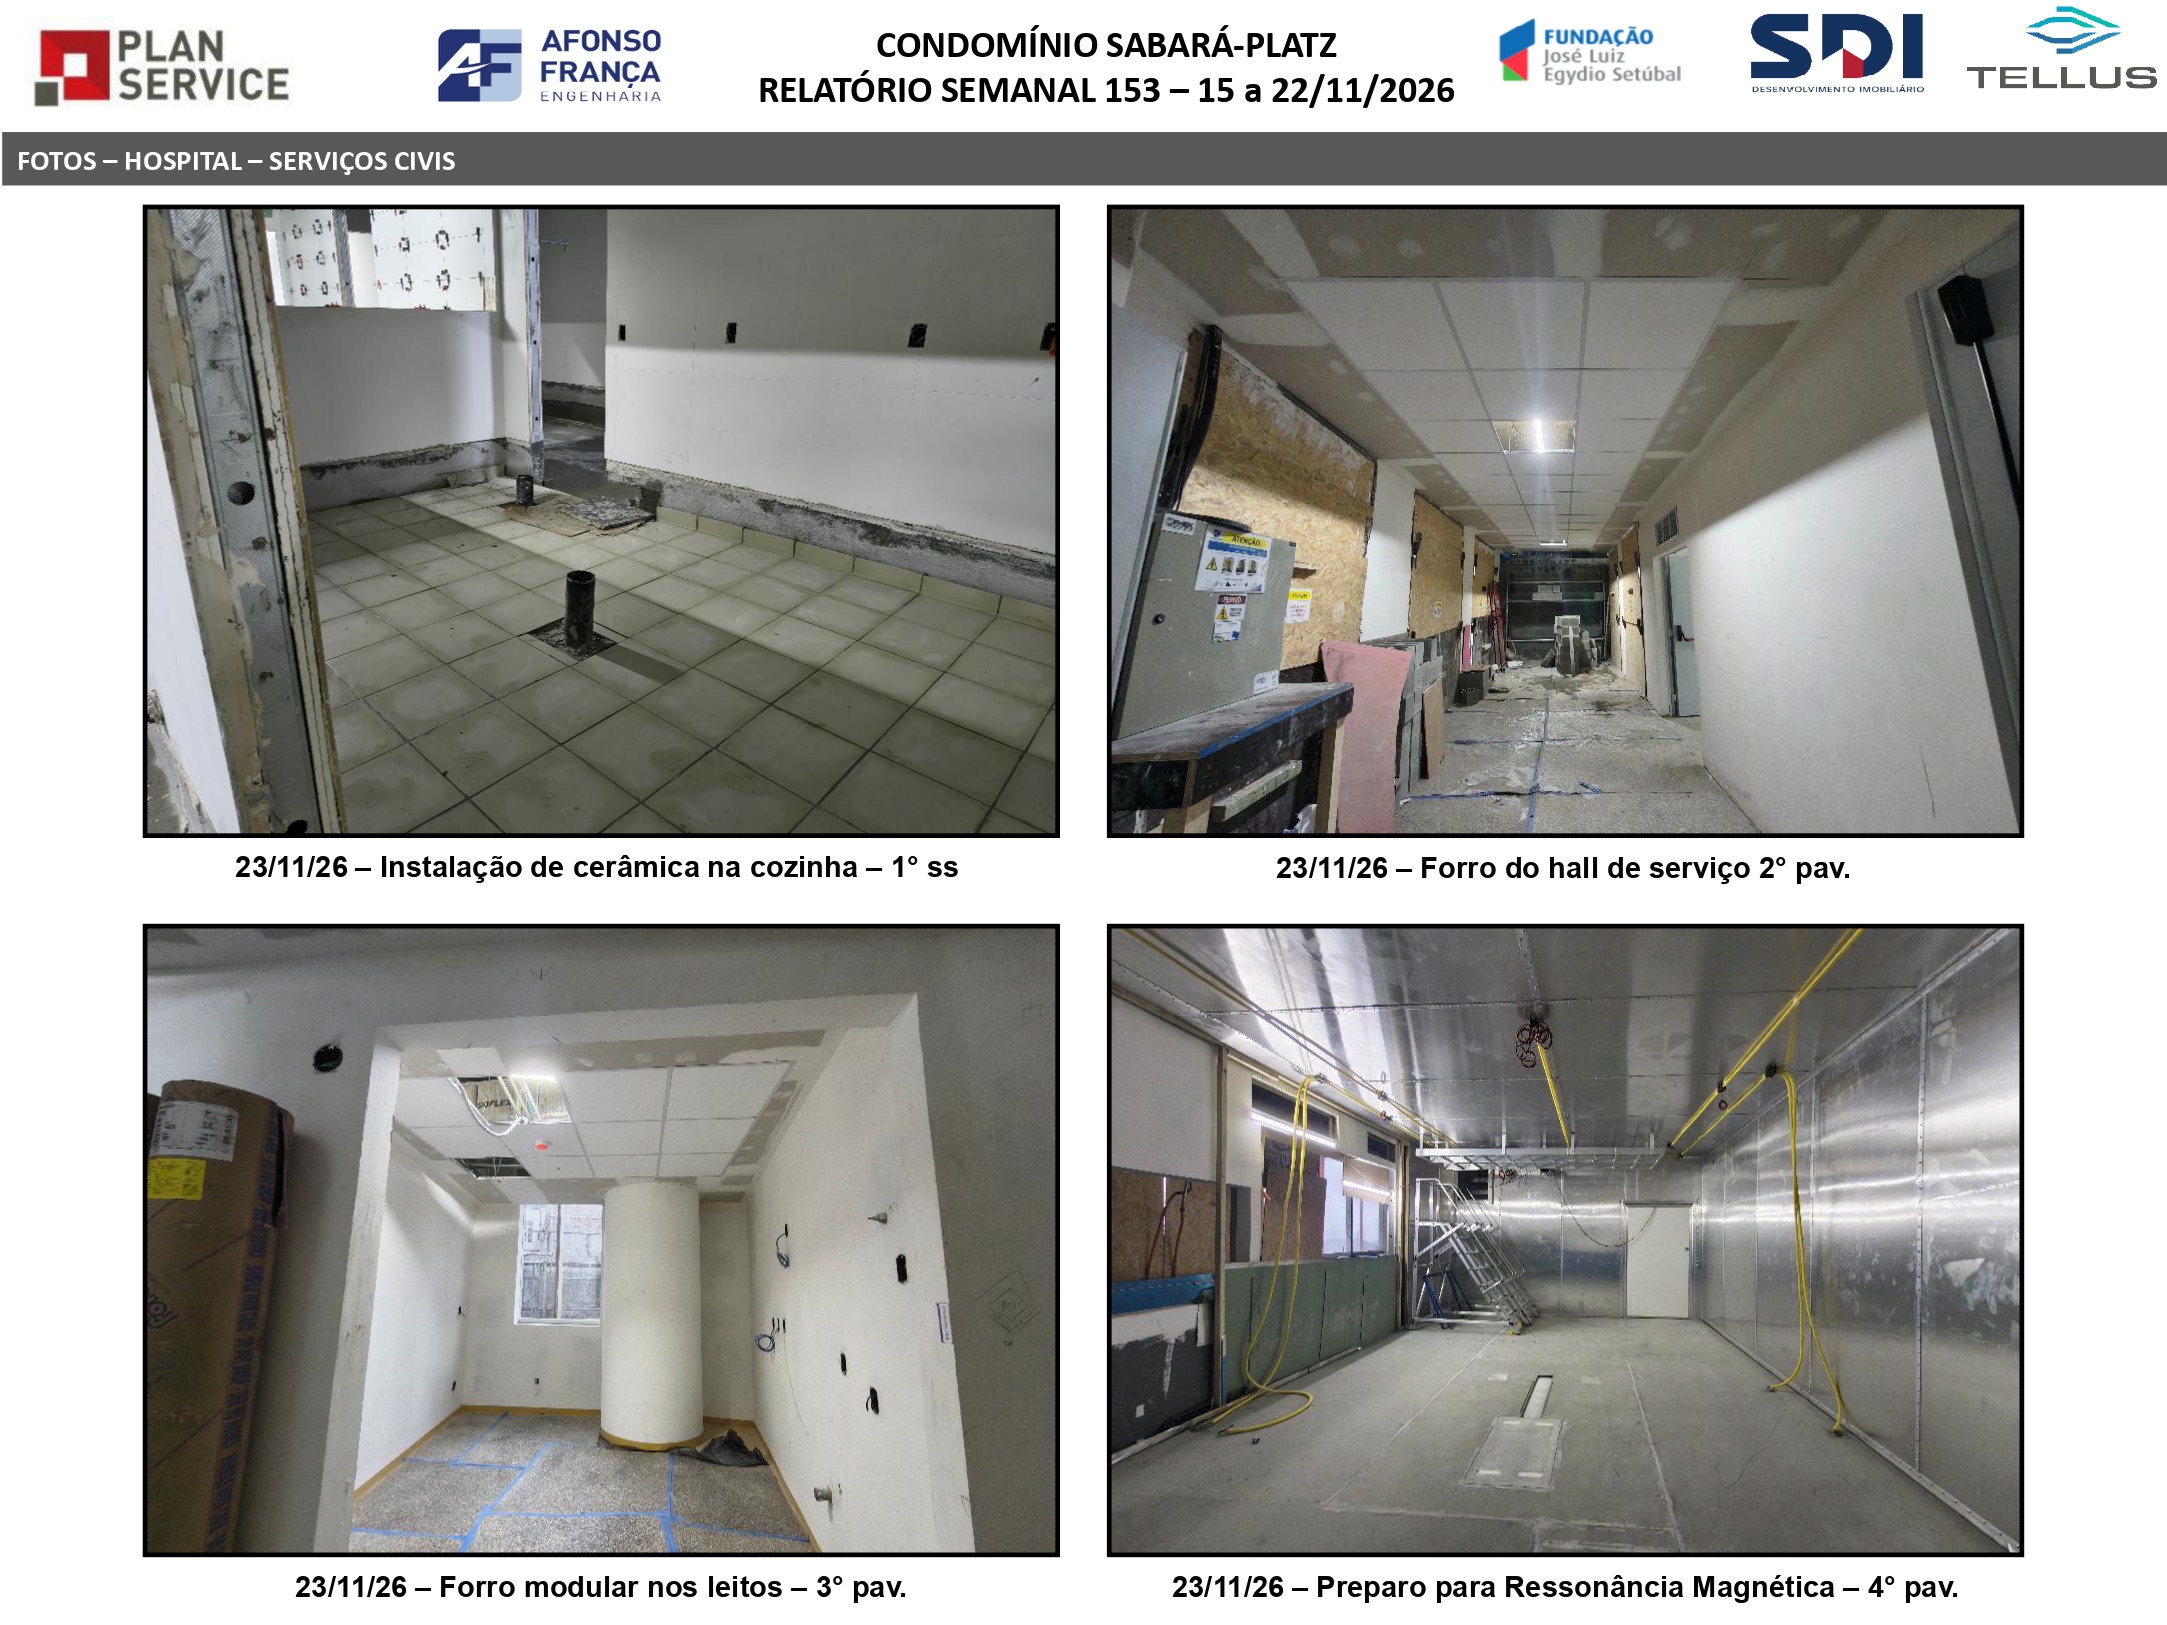 PLAN
SERVICE
AFONSO
FRANÇA
ENGENHARIA
CONDOMÍNIO SABARÁ-PLATZ
RELATÓRIO SEMANAL 153 – 15 a 22/11/2026
FUNDAÇÃO
José Luiz
Egydio Setúbal
SDI
DESENVOLVIMENTO IMOBILIÁRIO
TELLUS
FOTOS – HOSPITAL – SERVIÇOS CIVIS
ATENÇÃO
PERIGO
23/11/26 – Instalação de cerâmica na cozinha – 1° ss
23/11/26 – Forro do hall de serviço 2° pav.
23/11/26 – Forro modular nos leitos – 3° pav.
23/11/26 – Preparo para Ressonância Magnética – 4° pav.